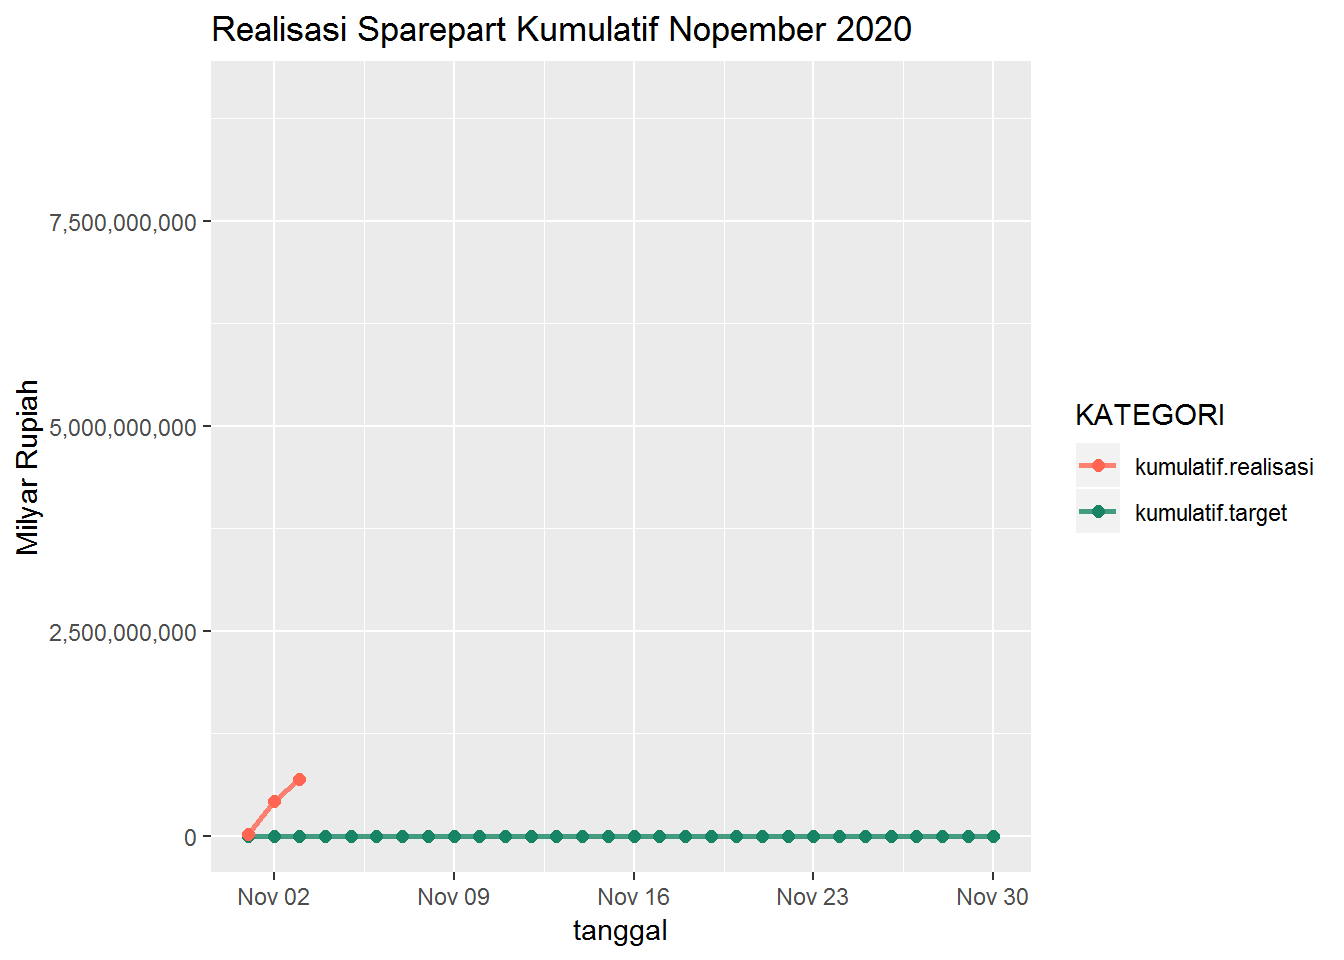 Realisasi Sparepart Kumulatif Nopember 2020
Milyar Rupiah
7,500,000,000
5,000,000,000
2,500,000,000
0
Nov 02 Nov 09 Nov 16 Nov 23 Nov 30
tanggal
KATEGORI
kumulatif.realisasi
kumulatif.target